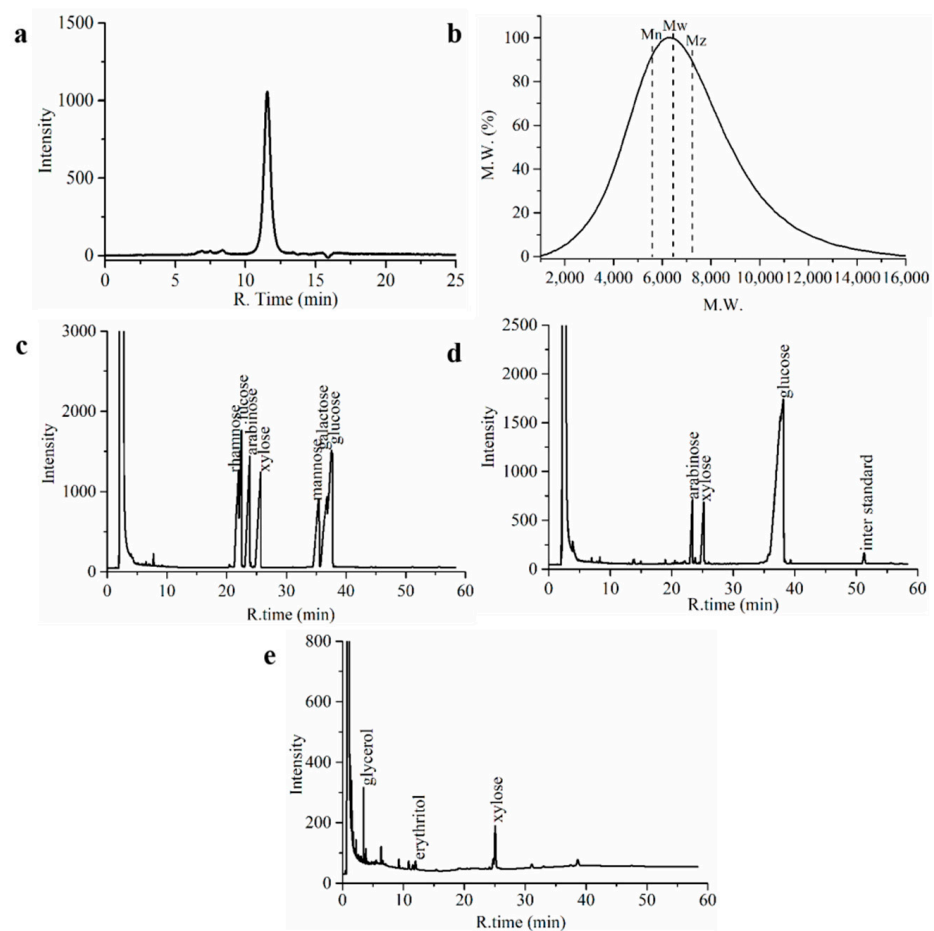 a
1500
1000
500
0
Intensity
0 5 10 15 20 25
R. Time (min)
b
Mn Mw Mz
100
80
60
40
20
0
M.W. (%)
2,000 4,000 6,000 8,000 10,000 12,000 14,000 16,000
M.W.
c
3000
2000
1000
0
Intensity
rhamnose
fucose
arabinose
xylose
mannose
galactose
glucose
0 10 20 30 40 50 60
R.time (min)
d
2500
2000
1500
1000
500
0
Intensity
arabinose
xylose
glucose
inter standard
0 10 20 30 40 50 60
R.time (min)
e
800
600
400
200
0
Intensity
glycerol
erythritol
xylose
0 10 20 30 40 50 60
R.time (min)